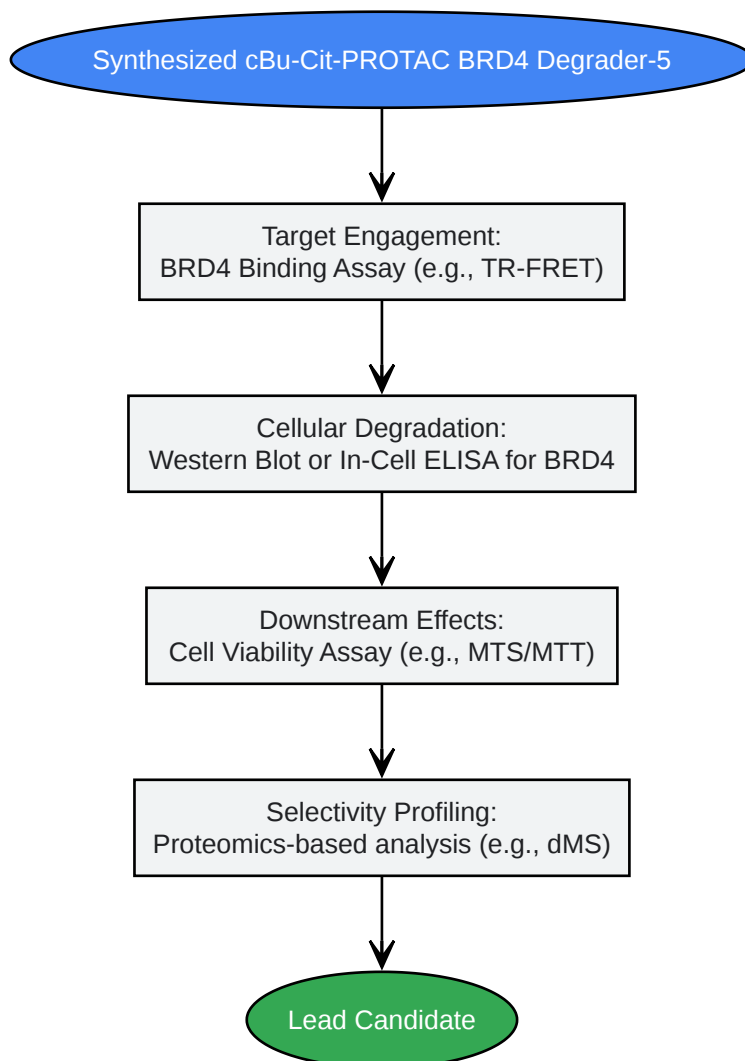 Synthesized cBu-Cit-PROTAC BRD4 Degrader-5
Target Engagement:
BRD4 Binding Assay (e.g., TR-FRET)
Cellular Degradation:
Western Blot or In-Cell ELISA for BRD4
Downstream Effects:
Cell Viability Assay (e.g., MTS/MTT)
Selectivity Profiling:
Proteomics-based analysis (e.g., dMS)
Lead Candidate